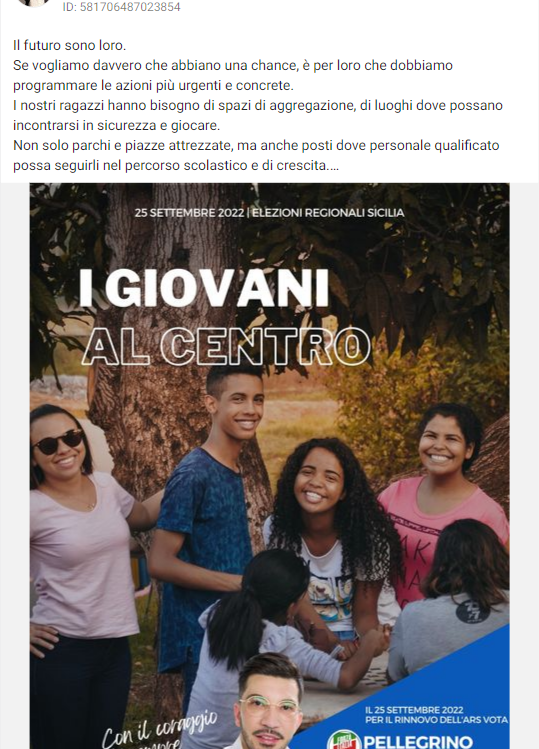 ID: 581706487023854
Il futuro sono loro.
Se vogliamo davvero che abbiano una chance, è per loro che dobbiamo
programmare le azioni più urgenti e concrete.
I nostri ragazzi hanno bisogno di spazi di aggregazione, di luoghi dove possano
incontrarsi in sicurezza e giocare.
Non solo parchi e piazze attrezzate, ma anche posti dove personale qualificato
possa seguirli nel percorso scolastico e di crescita....
25 SETTEMBRE 2022 | ELEZIONI REGIONALI SICILIA
I GIOVANI
AL CENTRO
Con il coraggio
IL 25 SETTEMBRE 2022
PER IL RINNOVO DELL'ARS VOTA
FORZA
PELLEGRINO